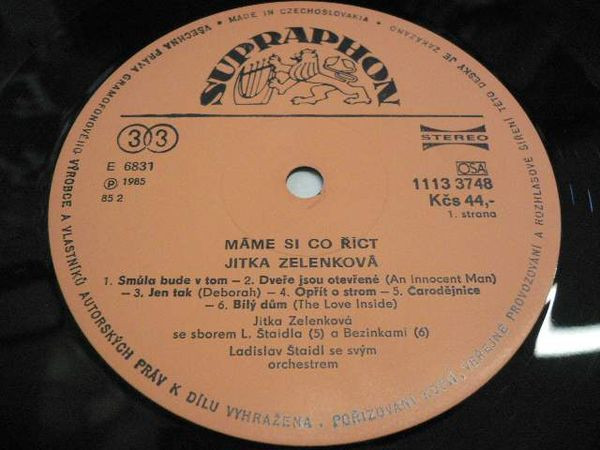 VŠECHNA PRÁVA GRAMOFONOVÉHO VÝROBCE A VLASTNÍKŮ AUTORSKÝCH PRÁV K DÍLU VYHRAŽENA . POŘIZOVÁNÍ KOPIÍ, VEŘEJNÉ PROVOZOVÁNÍ A ROZHLASOVÉ ŠÍŘENÍ TÉTO DESKY JE ZAKÁZÁNO
• MADE IN CZECHOSLOVAKIA •
SUPRAPHON
33
STEREO
E 6831
OSA
Ⓟ 1985
1113 3748
85 2
Kčs 44,-
1. strana
MÁME SI CO ŘÍCT
JITKA ZELENKOVÁ
1. Smůla bude v tom – 2. Dveře jsou otevřené (An Innocent Man)
– 3. Jen tak (Deborah) – 4. Opřít o strom – 5. Čarodějnice
– 6. Bílý dům (The Love Inside)
Jitka Zelenková
se sborem L. Štaidla (5) a Bezinkami (6)
Ladislav Štaidl se svým
orchestrem